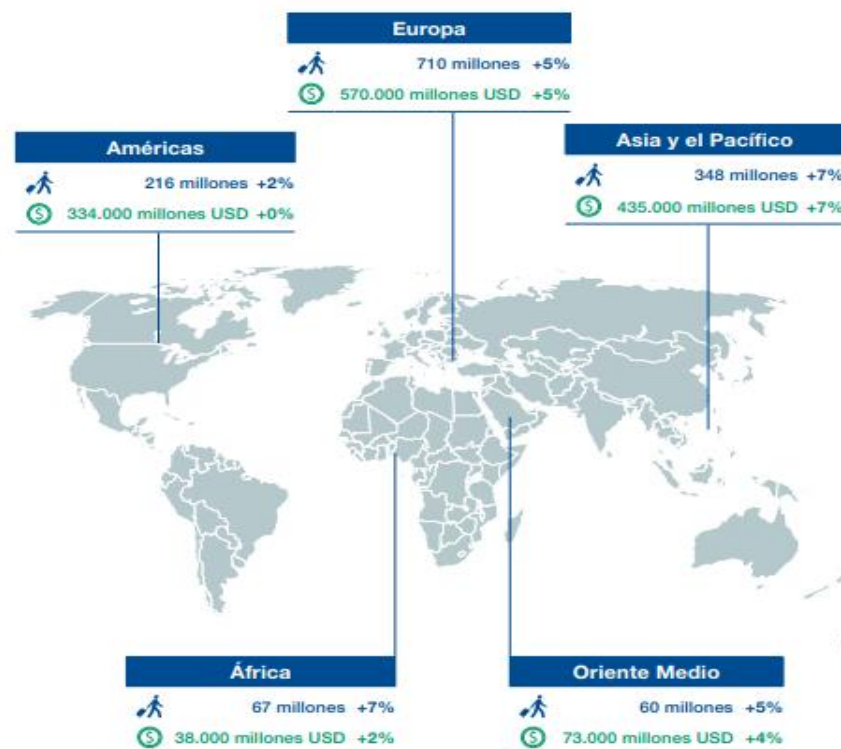 Europa
710 millones +5%
570.000 millones USD +5%
Américas
216 millones +2%
334.000 millones USD +0%
Asia y el Pacífico
348 millones +7%
435.000 millones USD +7%
África
67 millones +7%
38.000 millones USD +2%
Oriente Medio
60 millones +5%
73.000 millones USD +4%